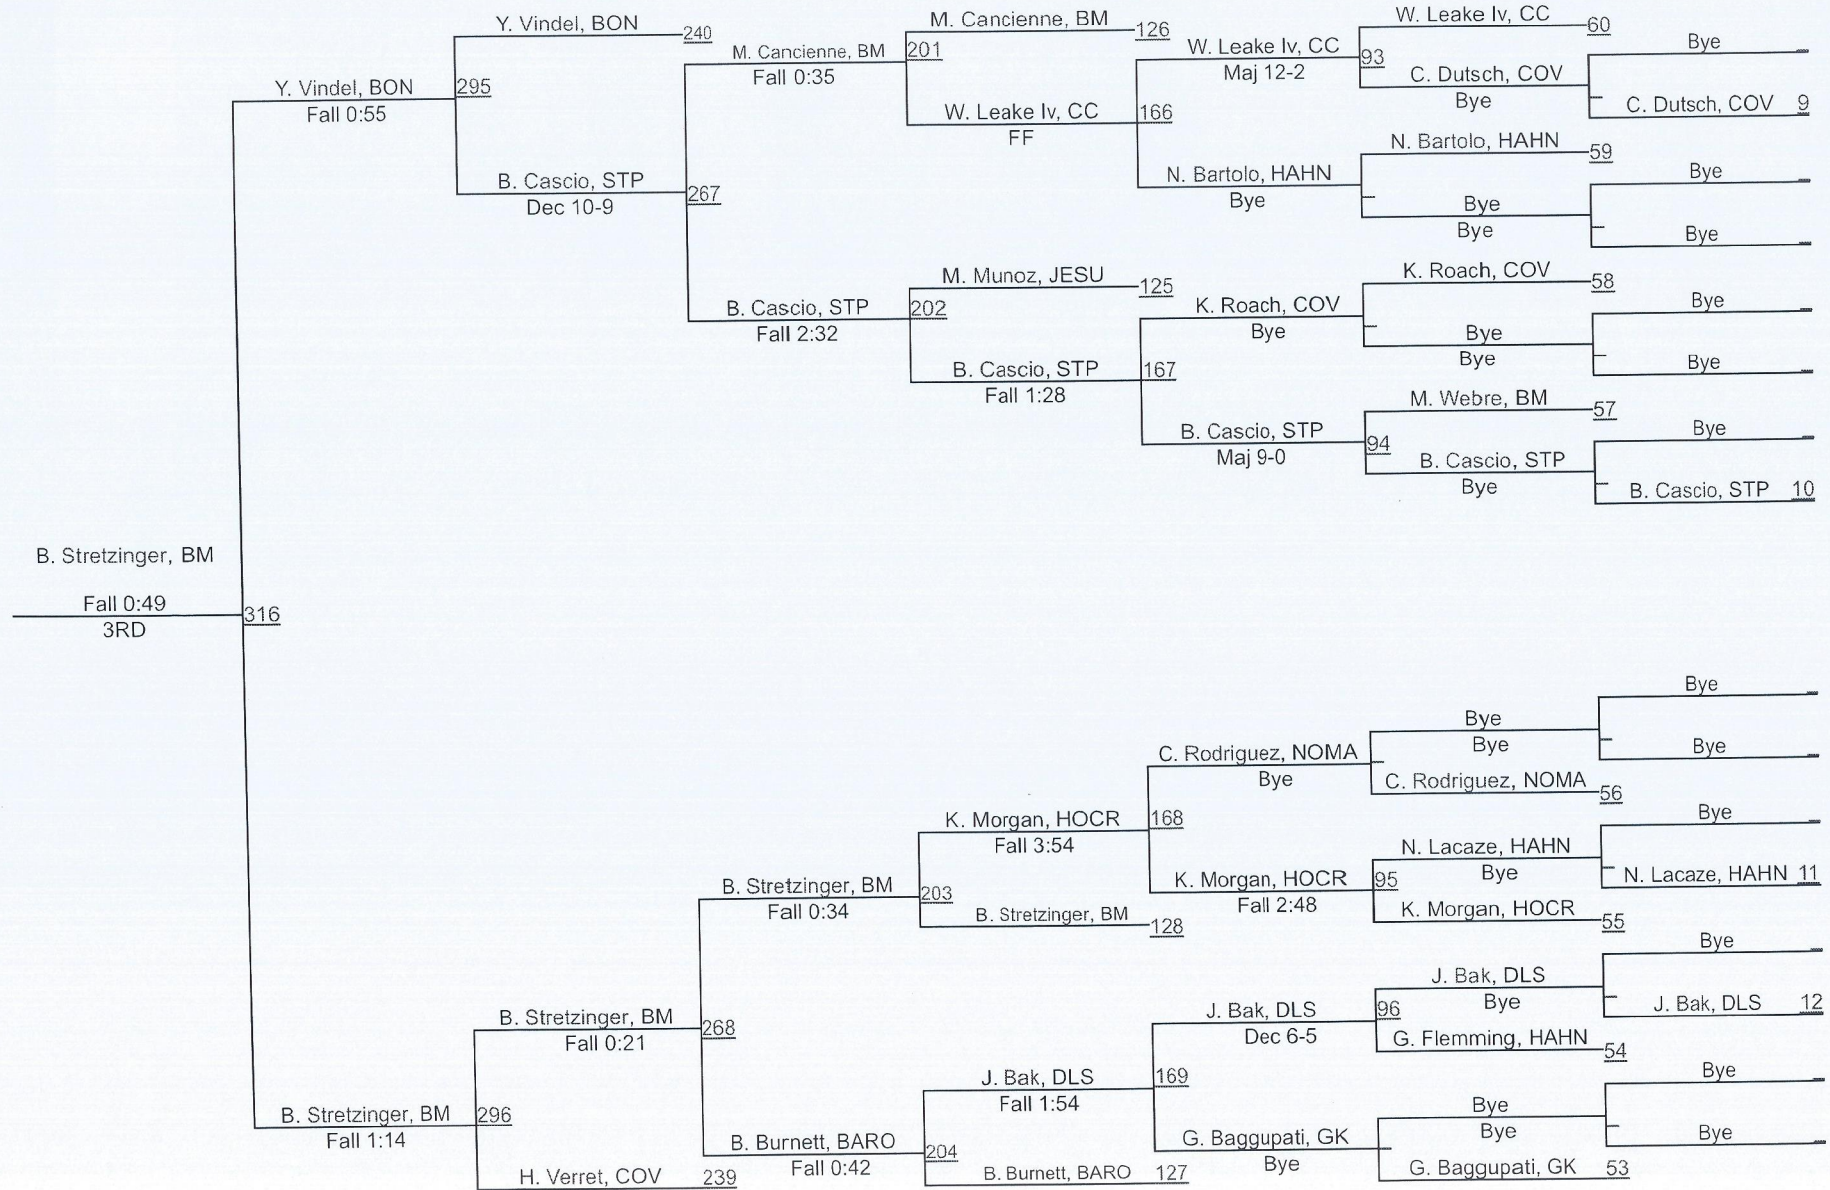 W. Leake Iv, CC
60
Y. Vindel, BON
240
M. Cancienne, BM
126
Bye
W. Leake Iv, CC
Maj 12-2
93
M. Cancienne, BM
Fall 0:35
201
C. Dutsch, COV
Bye
C. Dutsch, COV 9
Y. Vindel, BON
Fall 0:55
295
W. Leake Iv, CC
FF
166
N. Bartolo, HAHN
59
Bye
N. Bartolo, HAHN
Bye
B. Cascio, STP
Dec 10-9
267
Bye
Bye
Bye
M. Munoz, JESU
125
K. Roach, COV
58
Bye
B. Cascio, STP
Fall 2:32
202
K. Roach, COV
Bye
Bye
Bye
Bye
B. Cascio, STP
Fall 1:28
167
M. Webre, BM
57
Bye
B. Cascio, STP
Maj 9-0
94
B. Cascio, STP
Bye
B. Cascio, STP 10
B. Stretzinger, BM
Fall 0:49
3RD
316
Bye
Bye
Bye
Bye
C. Rodriguez, NOMA
Bye
C. Rodriguez, NOMA
56
Bye
K. Morgan, HOCR
Fall 3:54
168
N. Lacaze, HAHN
Bye
N. Lacaze, HAHN 11
B. Stretzinger, BM
Fall 0:34
203
K. Morgan, HOCR
Fall 2:48
95
K. Morgan, HOCR
55
B. Stretzinger, BM
128
Bye
J. Bak, DLS
Bye
J. Bak, DLS 12
B. Stretzinger, BM
Fall 0:21
268
J. Bak, DLS
Dec 6-5
96
G. Flemming, HAHN
54
J. Bak, DLS
Fall 1:54
169
Bye
B. Stretzinger, BM
Fall 1:14
296
Bye
Bye
Bye
B. Burnett, BARO
Fall 0:42
204
G. Baggupati, GK
Bye
G. Baggupati, GK 53
H. Verret, COV 239
B. Burnett, BARO 127